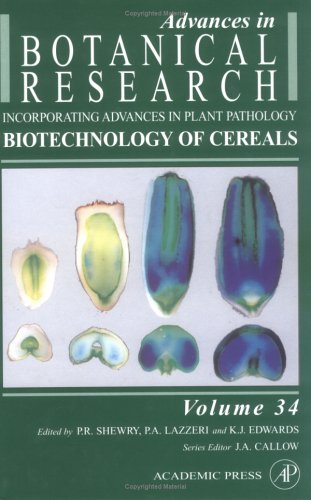 Advances in
BOTANICAL
RESEARCH
INCORPORATING ADVANCES IN PLANT PATHOLOGY
BIOTECHNOLOGY OF CEREALS
Volume 34
Edited by P.R. SHEWRY, P.A. LAZZERI and K.J. EDWARDS
Series Editor J.A. CALLOW
ACADEMIC PRESS
AP